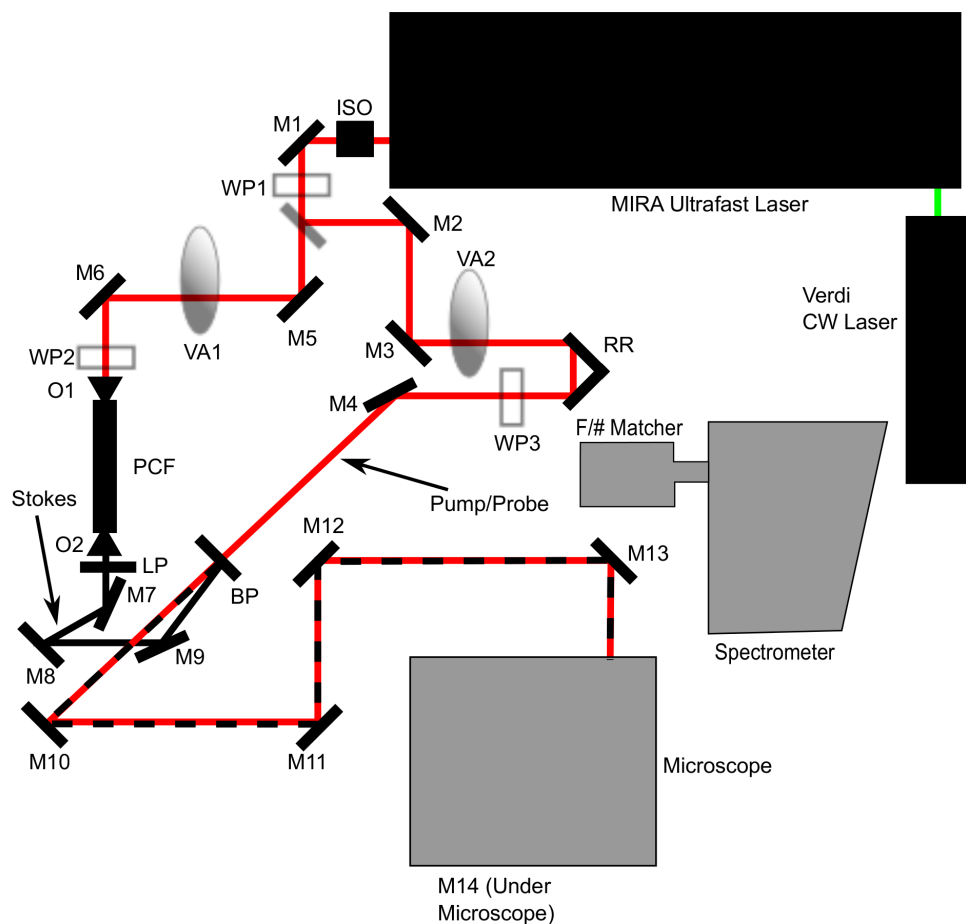 ISO
M1
WP1
MIRA Ultrafast Laser
M2
VA2
M6
Verdi
CW Laser
M5
M3
RR
VA1
WP2
O1
M4
F/# Matcher
WP3
PCF
Stokes
Pump/Probe
M12
O2
M13
LP
M7
BP
M9
Spectrometer
M8
M10
M11
Microscope
M14 (Under
Microscope)